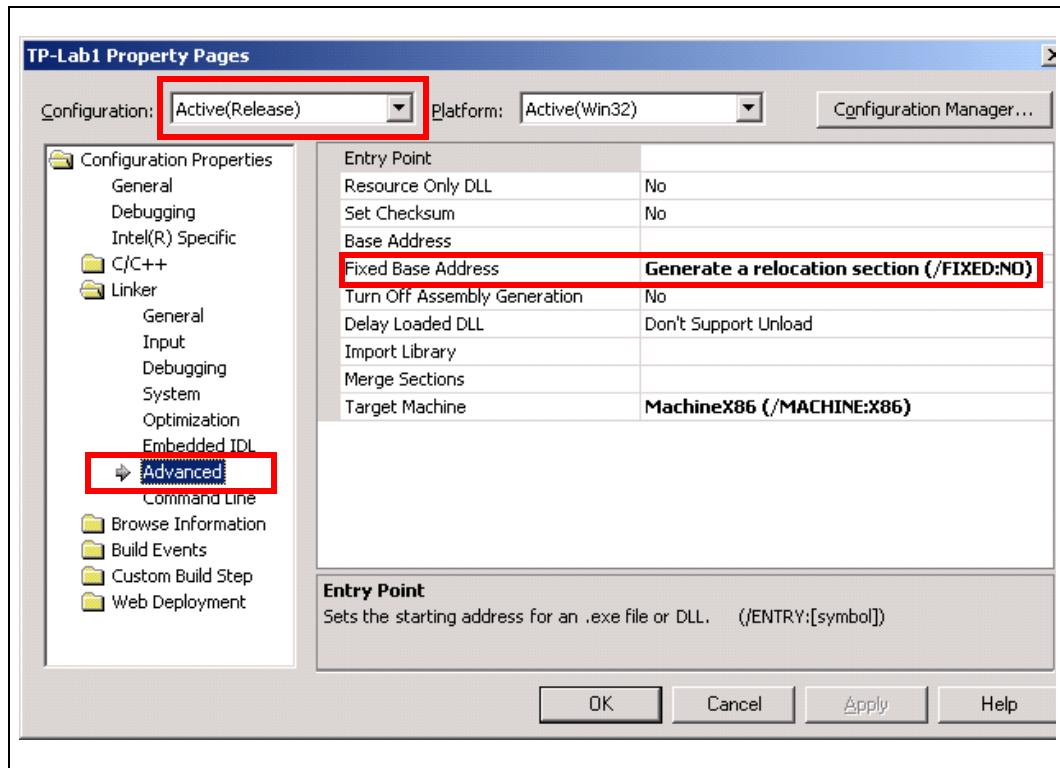 TP-Lab1 Property Pages
Configuration: Active(Release) Platform: Active(Win32) Configuration Manager...
Configuration Properties
General
Debugging
Intel(R) Specific
C/C++
Linker
General
Input
Debugging
System
Optimization
Embedded IDL
Advanced
Command Line
Browse Information
Build Events
Custom Build Step
Web Deployment
Entry Point
Resource Only DLL No
Set Checksum No
Base Address
Fixed Base Address Generate a relocation section (/FIXED:NO)
Turn Off Assembly Generation No
Delay Loaded DLL Don't Support Unload
Import Library
Merge Sections
Target Machine MachineX86 (/MACHINE:X86)
Entry Point
Sets the starting address for an .exe file or DLL. (/ENTRY:[symbol])
OK Cancel Apply Help